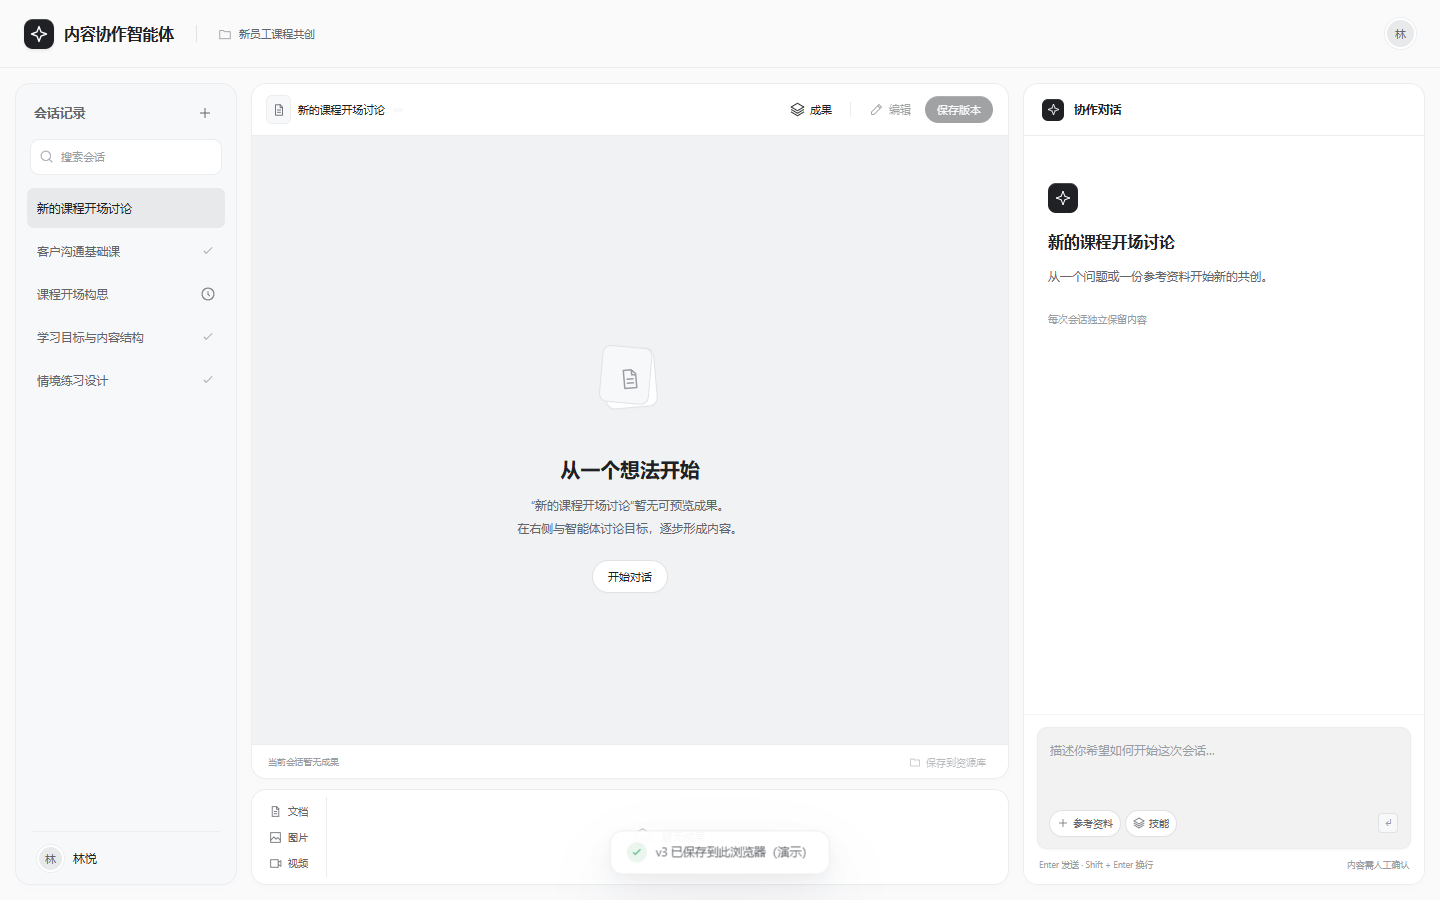 内容协作智能体
新员工课程共创
林
会话记录
搜索会话
新的课程开场讨论
客户沟通基础课
课程开场构思
学习目标与内容结构
情境练习设计
林 林悦
新的课程开场讨论
成果
编辑
保存版本
从一个想法开始
“新的课程开场讨论”暂无可预览成果。
在右侧与智能体讨论目标，逐步形成内容。
开始对话
当前会话暂无成果
保存到资源库
文档
图片
视频
v3 已保存到此浏览器（演示）
协作对话
新的课程开场讨论
从一个问题或一份参考资料开始新的共创。
每次会话独立保留内容
描述你希望如何开始这次会话...
参考资料
技能
Enter 发送 · Shift + Enter 换行
内容需人工确认